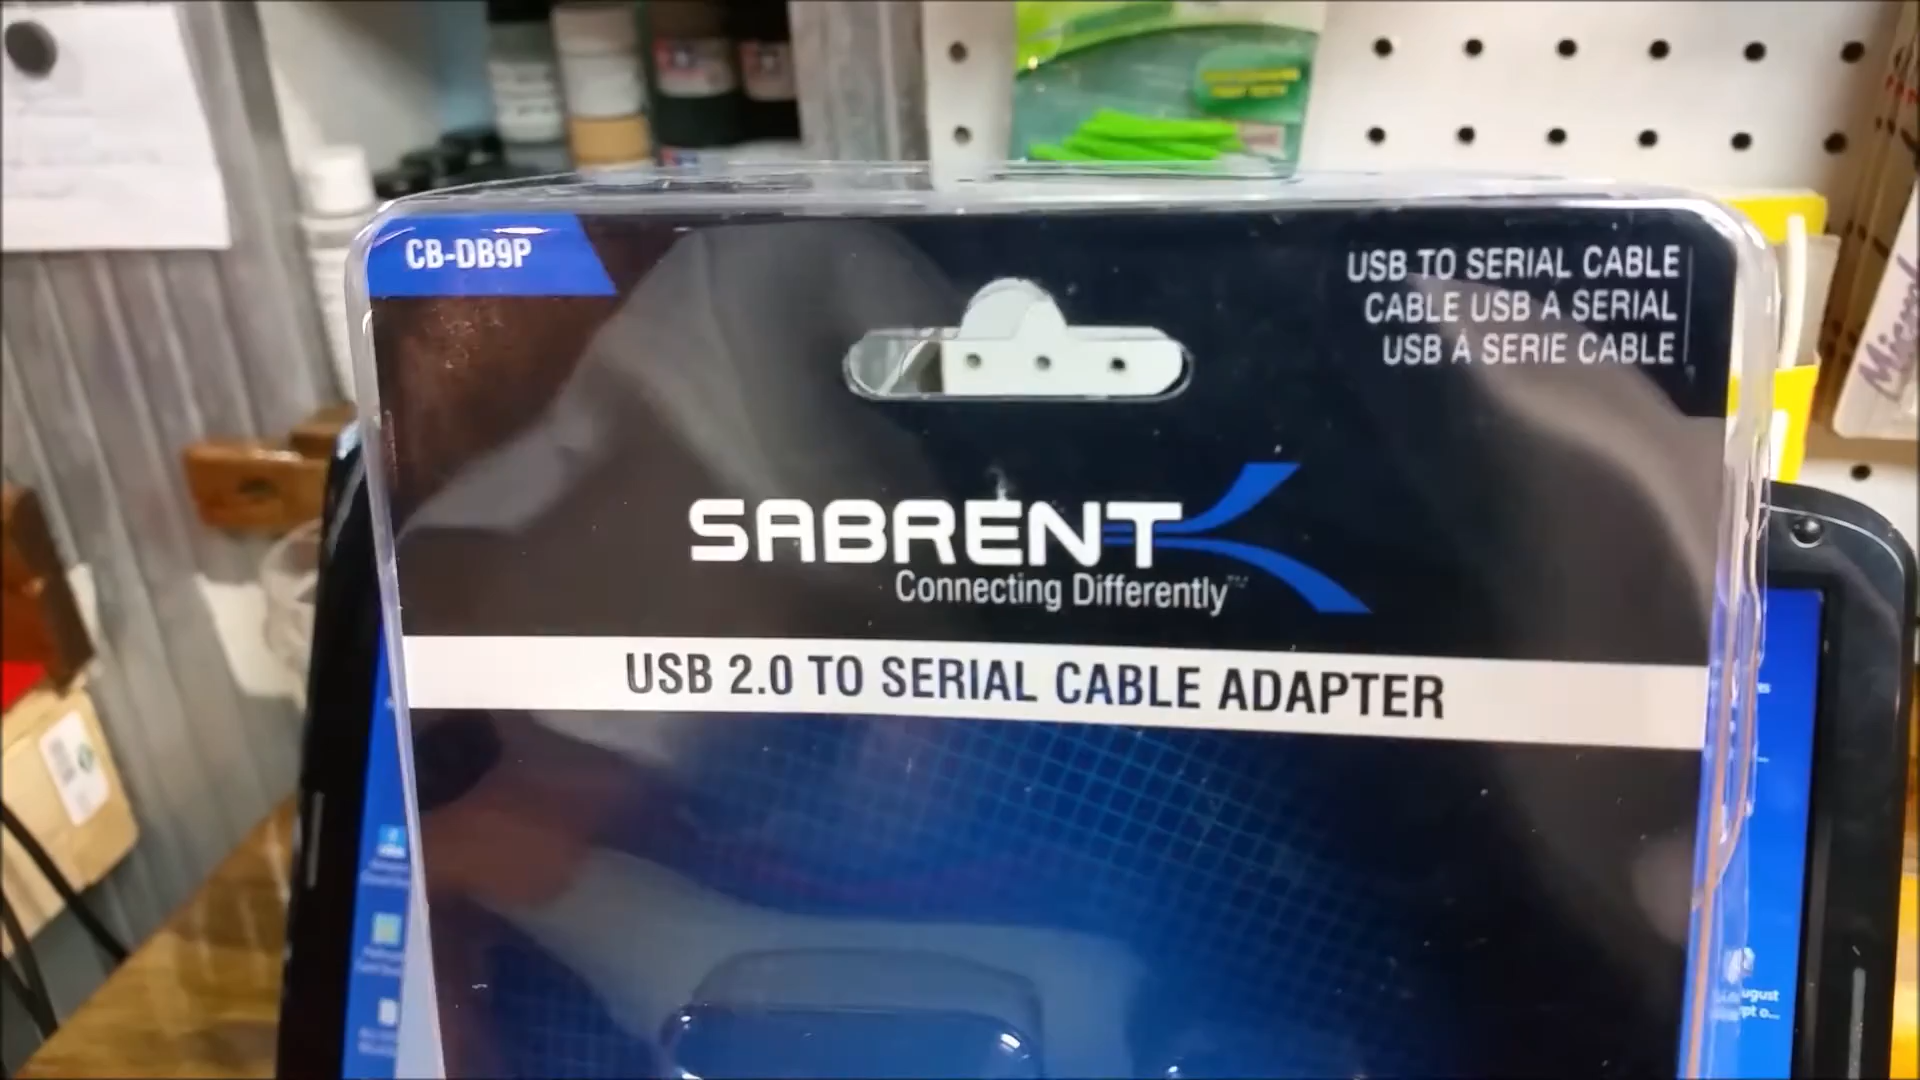 CB-DB9P
USB TO SERIAL CABLE
CABLE USB A SERIAL
USB À SERIE CABLE
SABRENT
Connecting Differently™
USB 2.0 TO SERIAL CABLE ADAPTER